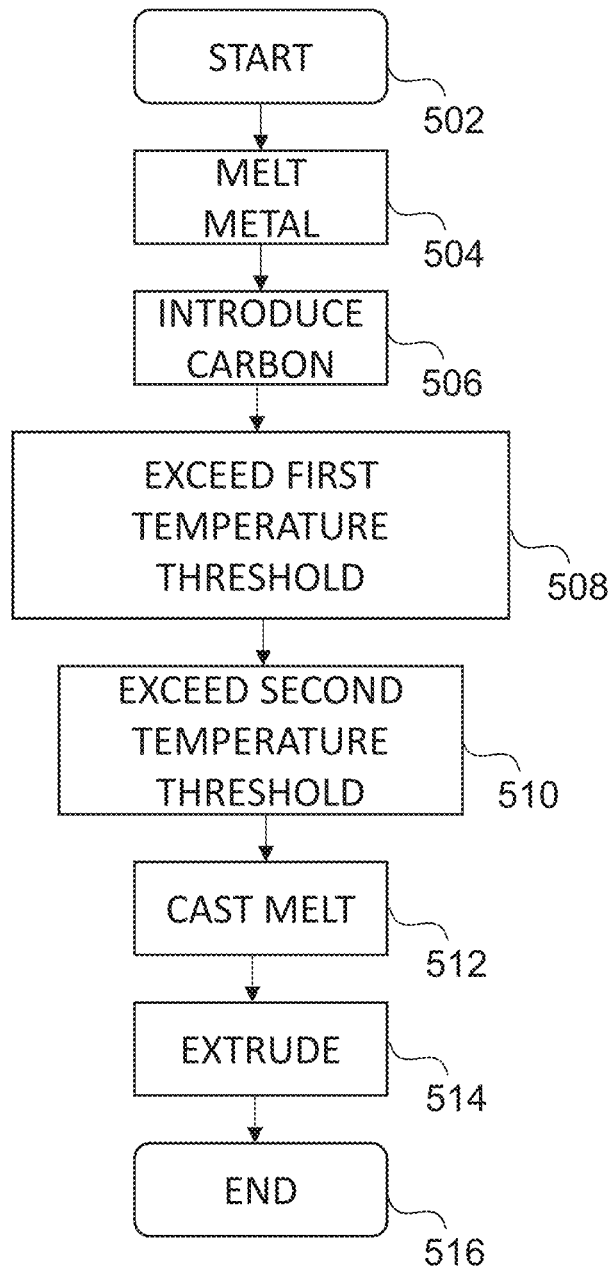 START
502
MELT
METAL
504
INTRODUCE
CARBON
506
EXCEED FIRST
TEMPERATURE
THRESHOLD
508
EXCEED SECOND
TEMPERATURE
THRESHOLD
510
CAST MELT
512
EXTRUDE
514
END
516